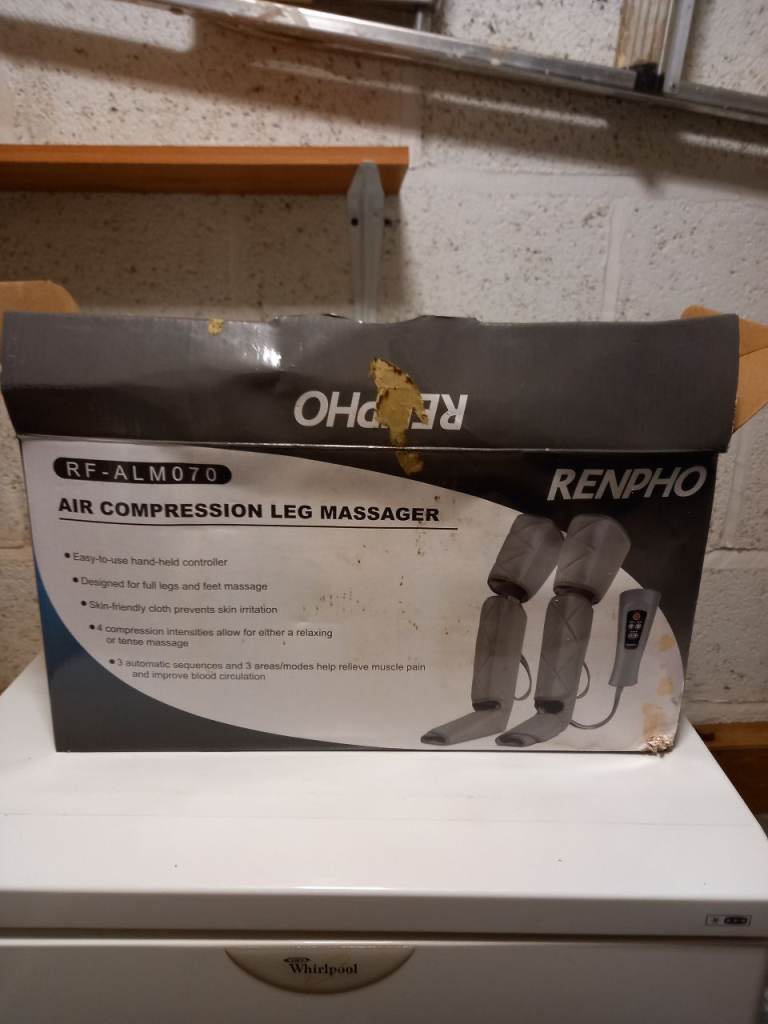 RENPHO
RF-ALM070
RENPHO
AIR COMPRESSION LEG MASSAGER
• Easy-to-use hand-held controller
• Designed for full legs and feet massage
• Skin-friendly cloth prevents skin irritation
• 4 compression intensities allow for either a relaxing
or tense massage
• 3 automatic sequences and 3 areas/modes help relieve muscle pain
and improve blood circulation
Whirlpool